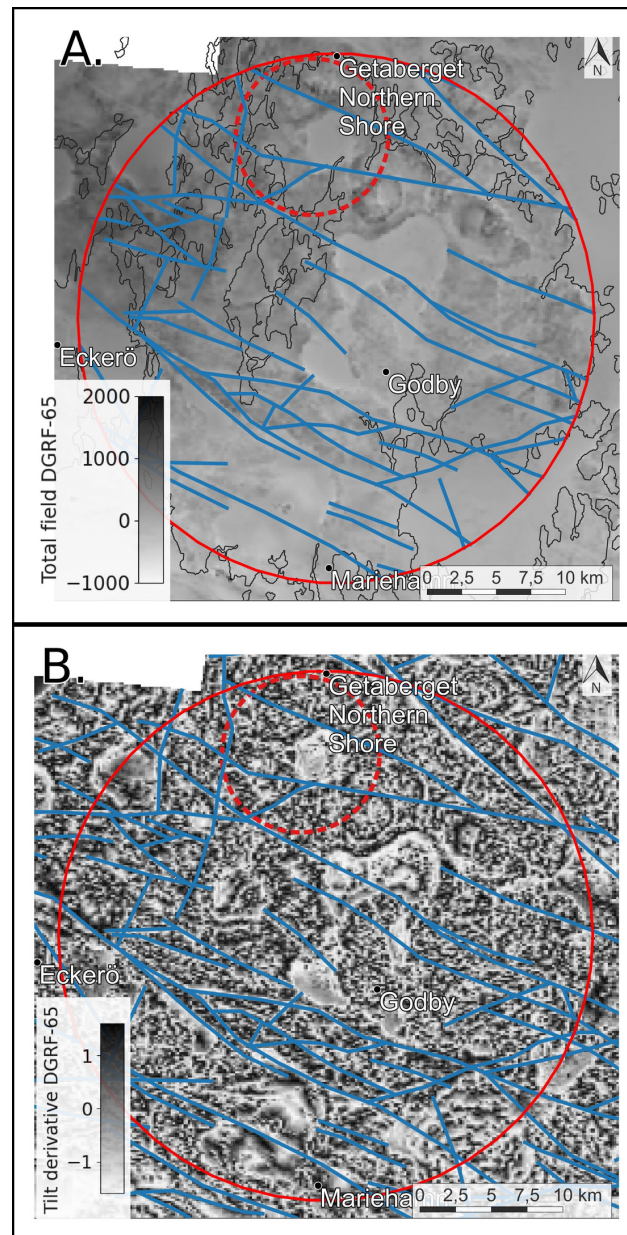 A.
Getaberget
Northern
Shore
N
Eckerö
Godby
Total field DGRF-65
2000
1000
0
−1000
Mariehamn
0 2,5 5 7,5 10 km
B.
Getaberget
Northern
Shore
N
Eckerö
Godby
Tilt derivative DGRF-65
1
0
−1
Mariehamn
0 2,5 5 7,5 10 km